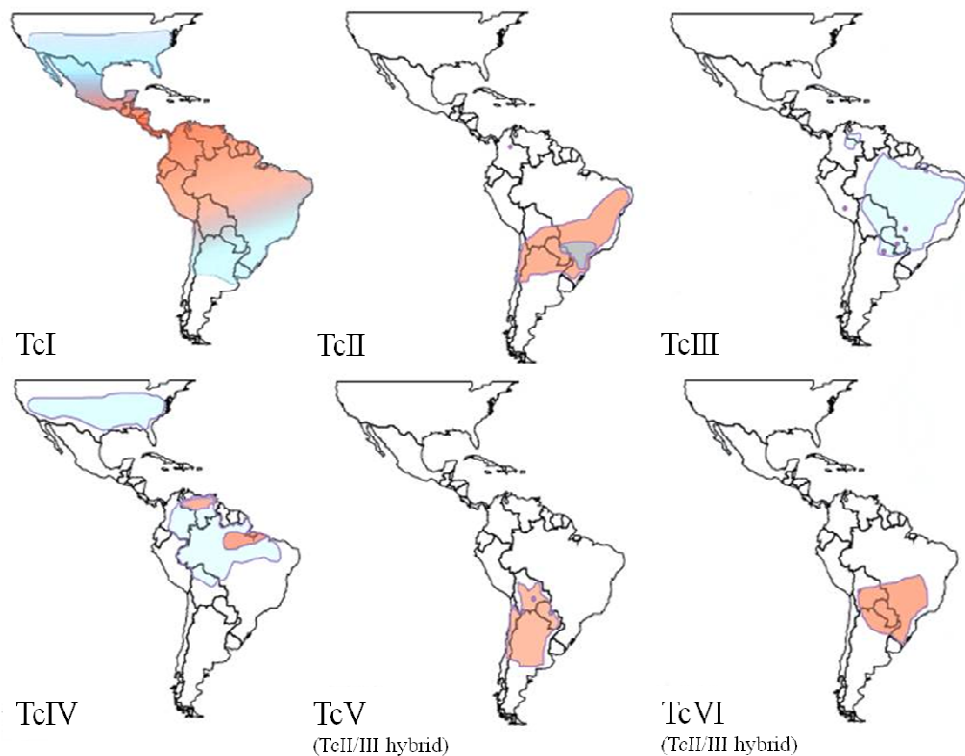 TcI
TcII
TcIII
TcIV
TcV
(TcII/III hybrid)
TcVI
(TcII/III hybrid)